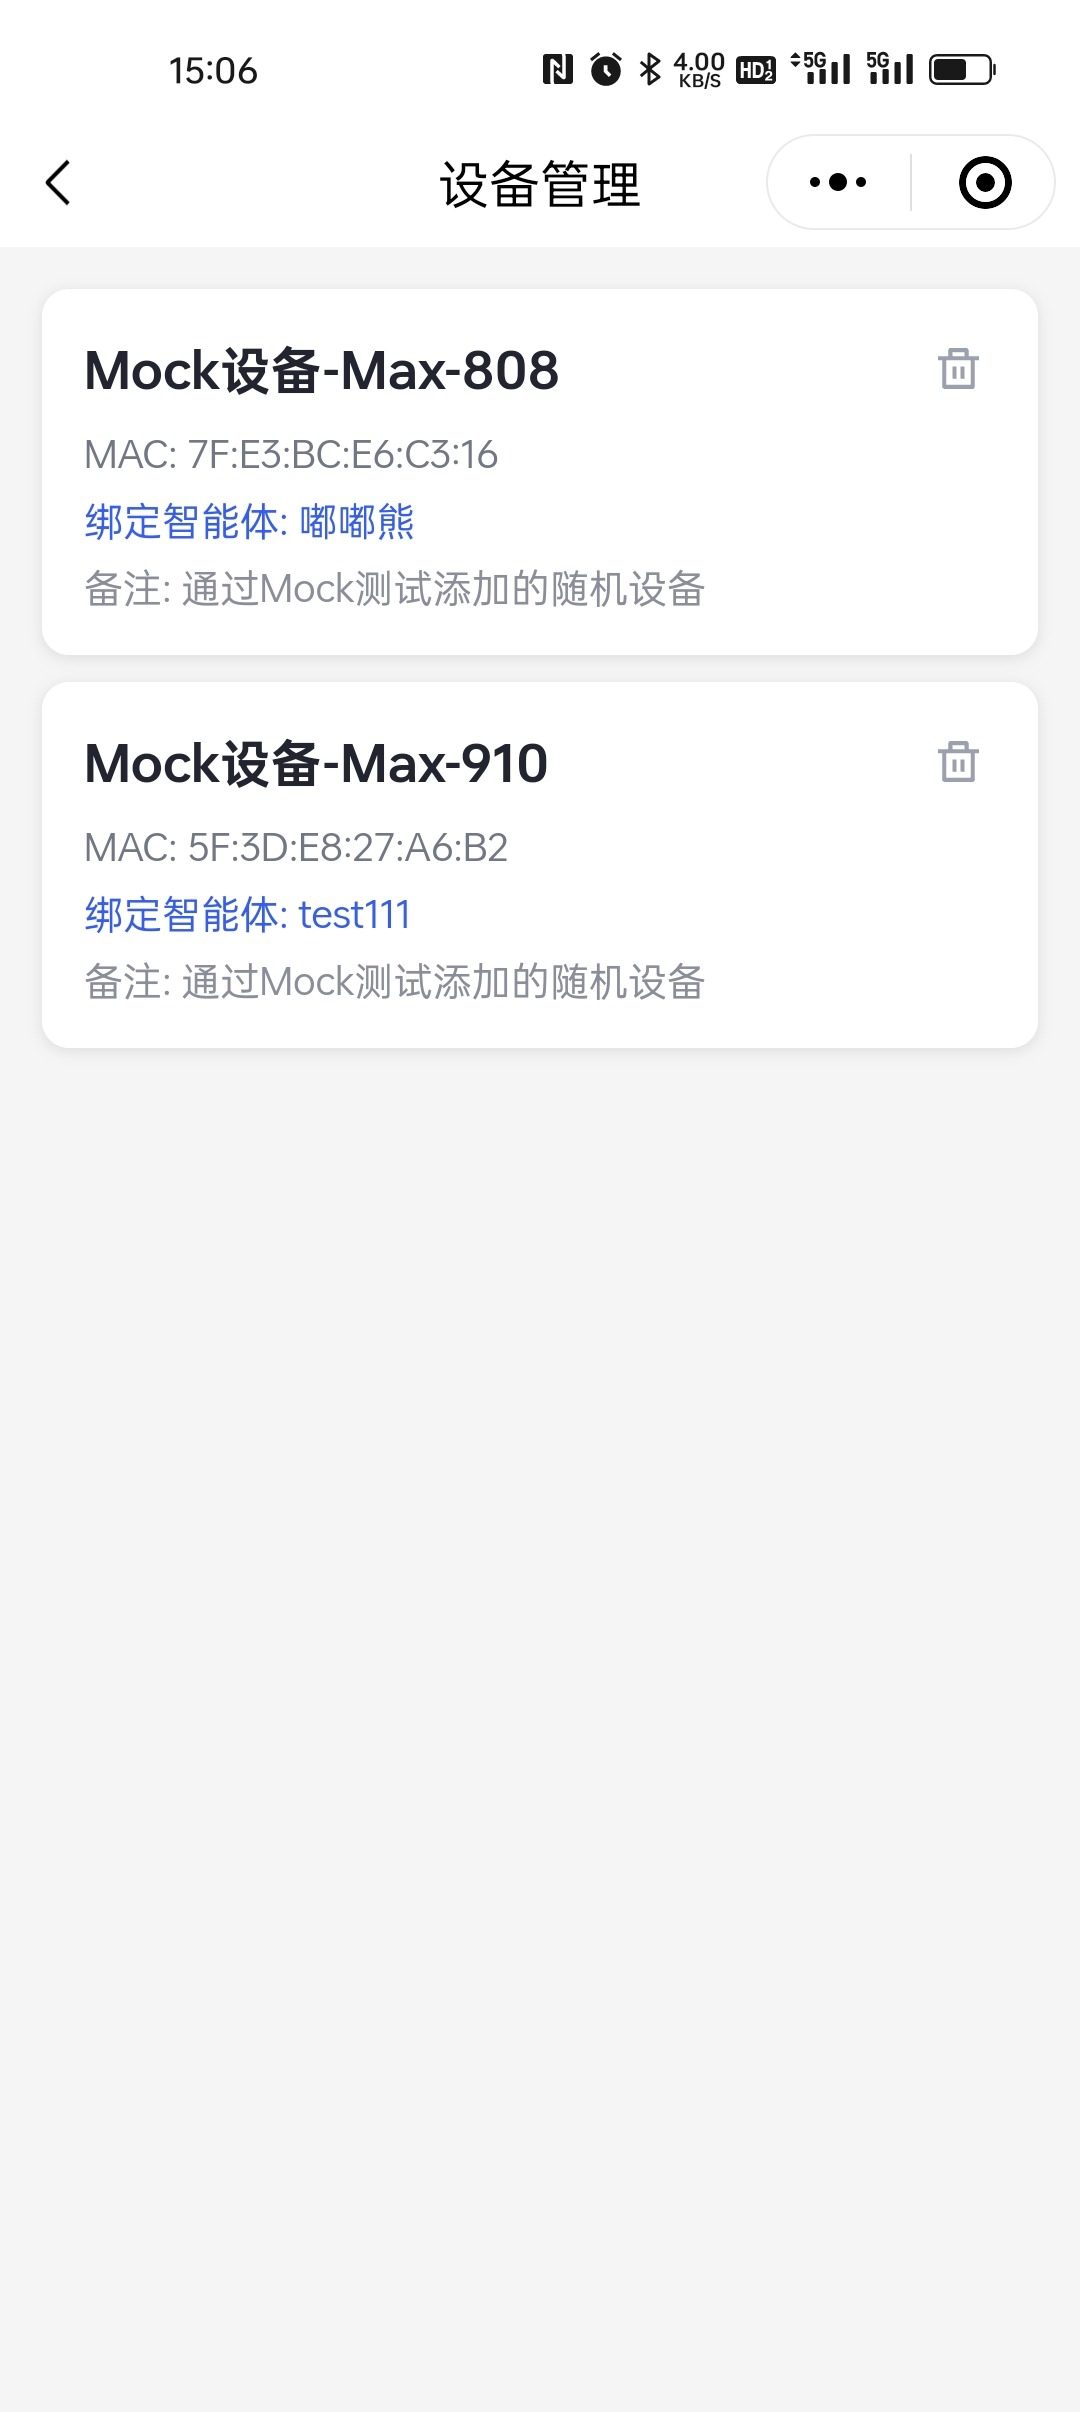 15:06
4.00
KB/S
HD 1 2
5G
5G
设备管理
Mock设备-Max-808
MAC: 7F:E3:BC:E6:C3:16
绑定智能体: 嘟嘟熊
备注: 通过Mock测试添加的随机设备
Mock设备-Max-910
MAC: 5F:3D:E8:27:A6:B2
绑定智能体: test111
备注: 通过Mock测试添加的随机设备